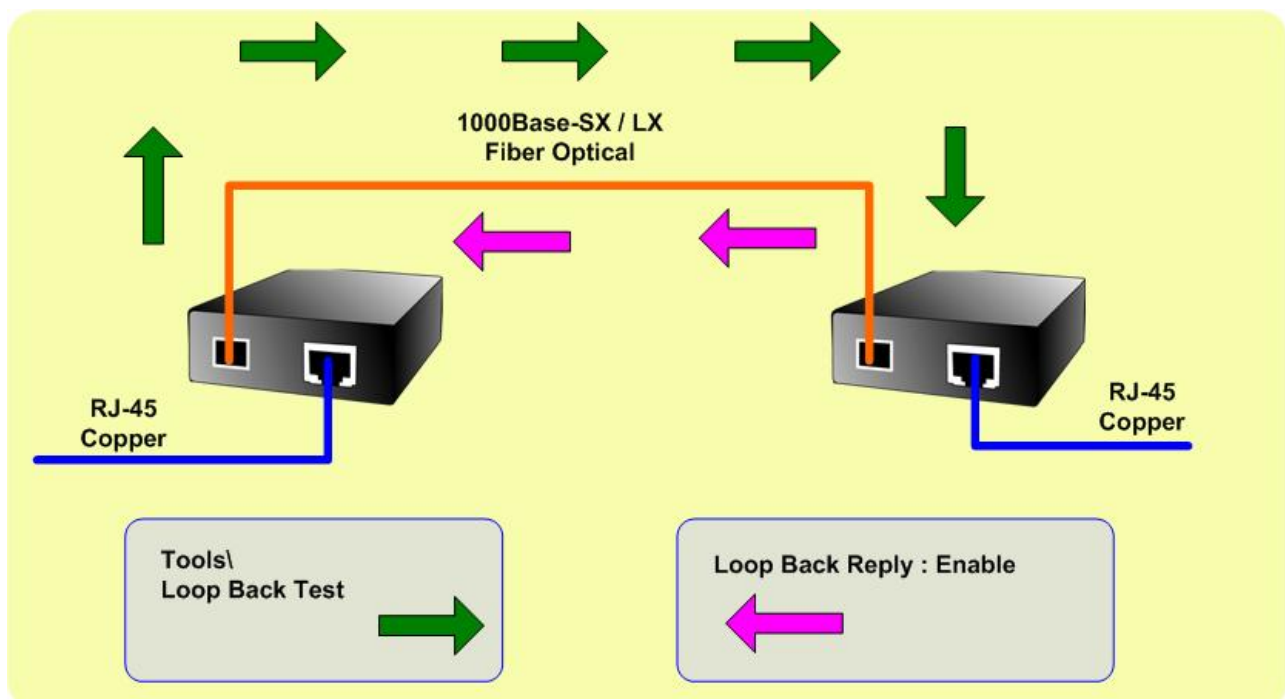 1000Base-SX / LX
Fiber Optical
RJ-45
Copper
RJ-45
Copper
Tools\
Loop Back Test
Loop Back Reply : Enable